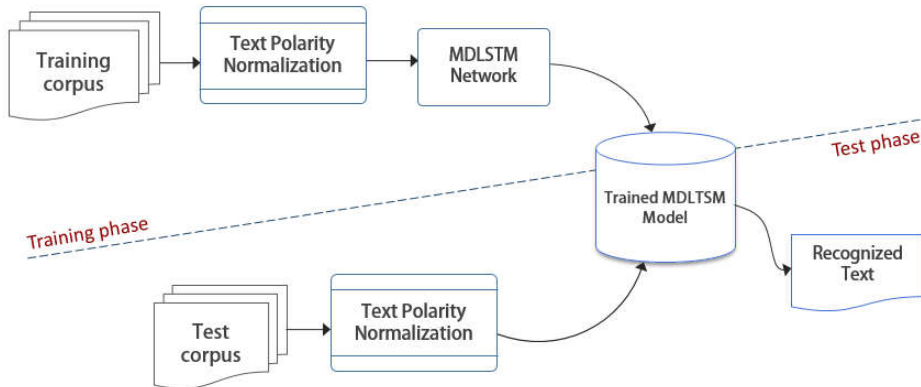 Training
corpus
Text Polarity
Normalization
MDLSTM
Network
Test phase
Trained MDLTSM
Model
Training phase
Recognized
Text
Test
corpus
Text Polarity
Normalization